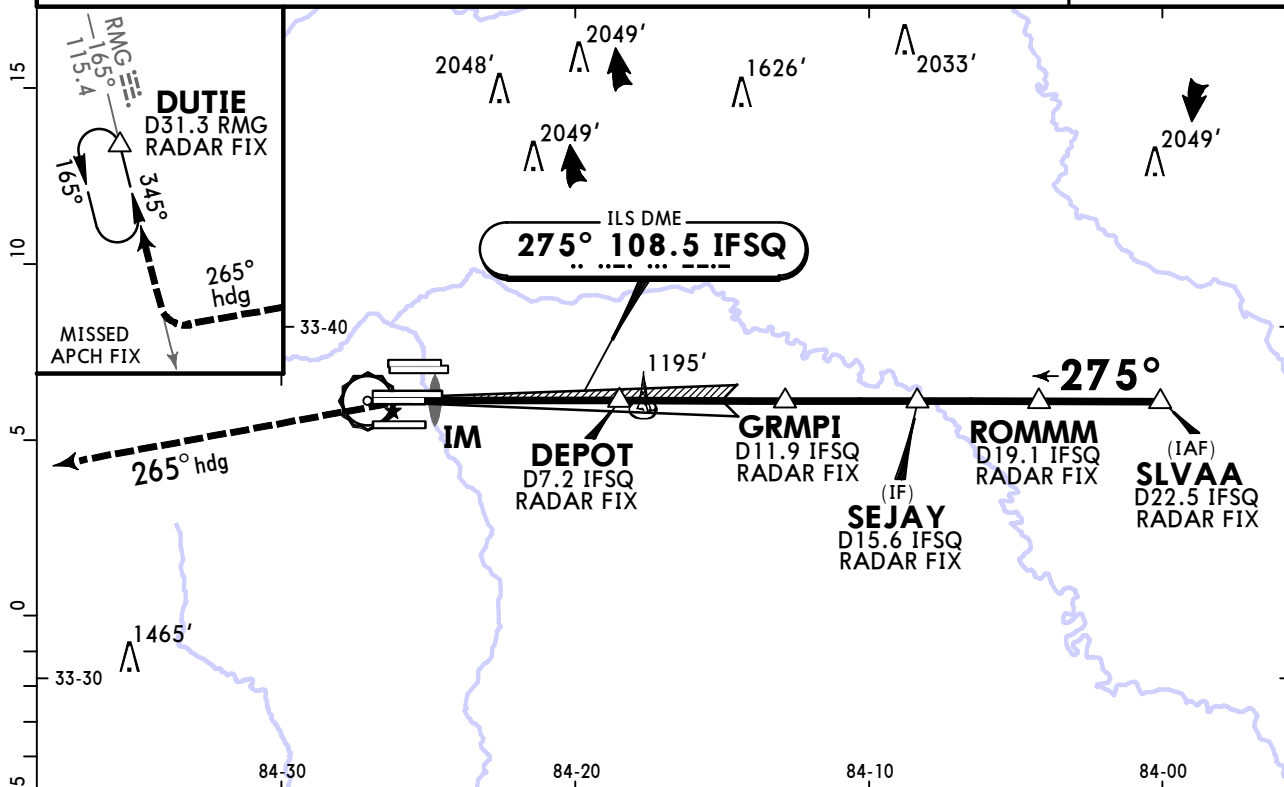 RMG
165°
115.4
DUTIE
D31.3 RMG
RADAR FIX
165°
345°
265°
hdg
MISSED
APCH FIX
15
10
5
0
5
2048'
2049'
2049'
1626'
2033'
2049'
ILS DME
275° 108.5 IFSQ
33-40
1195'
←275°
IM
265° hdg
DEPOT
D7.2 IFSQ
RADAR FIX
GRMPI
D11.9 IFSQ
RADAR FIX
(IF)
SEJAY
D15.6 IFSQ
RADAR FIX
ROMMM
D19.1 IFSQ
RADAR FIX
(IAF)
SLVAA
D22.5 IFSQ
RADAR FIX
1465'
33-30
84-30
84-20
84-10
84-00